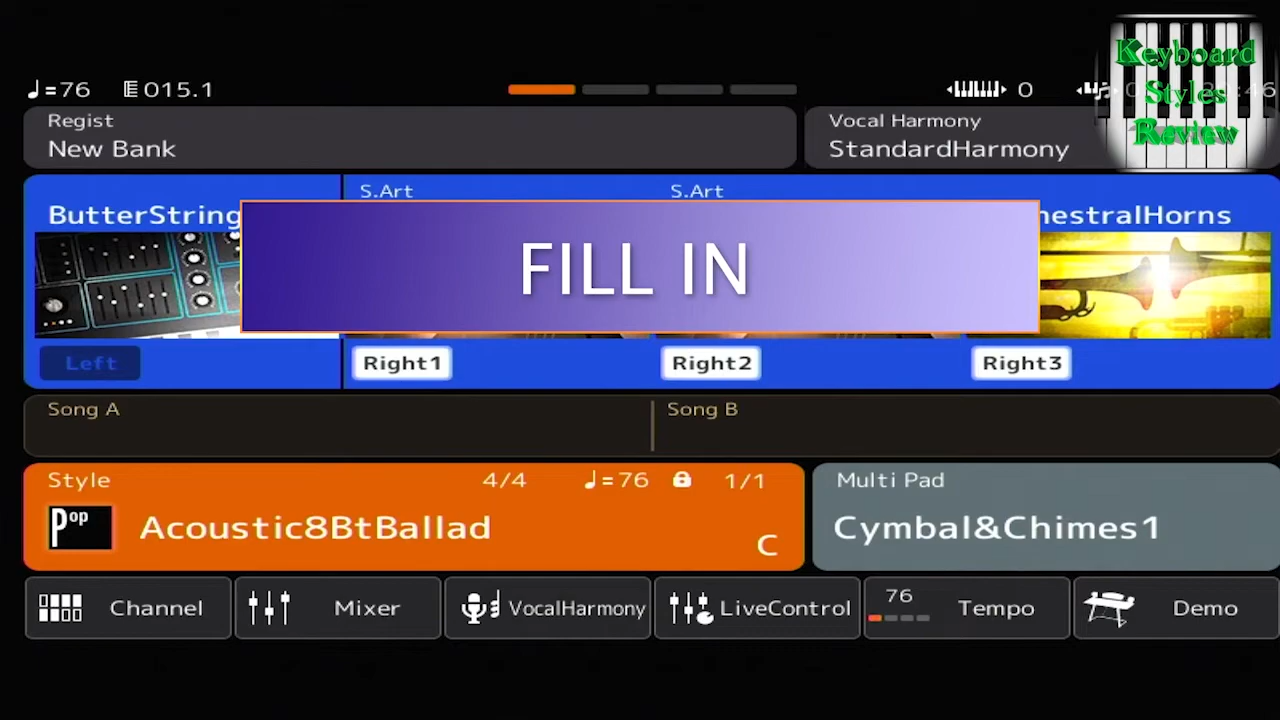 ♩=76
015.1
0
:46
Keyboard
Styles
Review
Regist
New Bank
Vocal Harmony
StandardHarmony
S.Art
S.Art
ButterString
hestralHorns
FILL IN
Left
Right1
Right2
Right3
Song A
Song B
Style
4/4
♩=76
1/1
Pop
Acoustic8BtBallad
C
Multi Pad
Cymbal&Chimes1
Channel
Mixer
VocalHarmony
LiveControl
76
Tempo
Demo